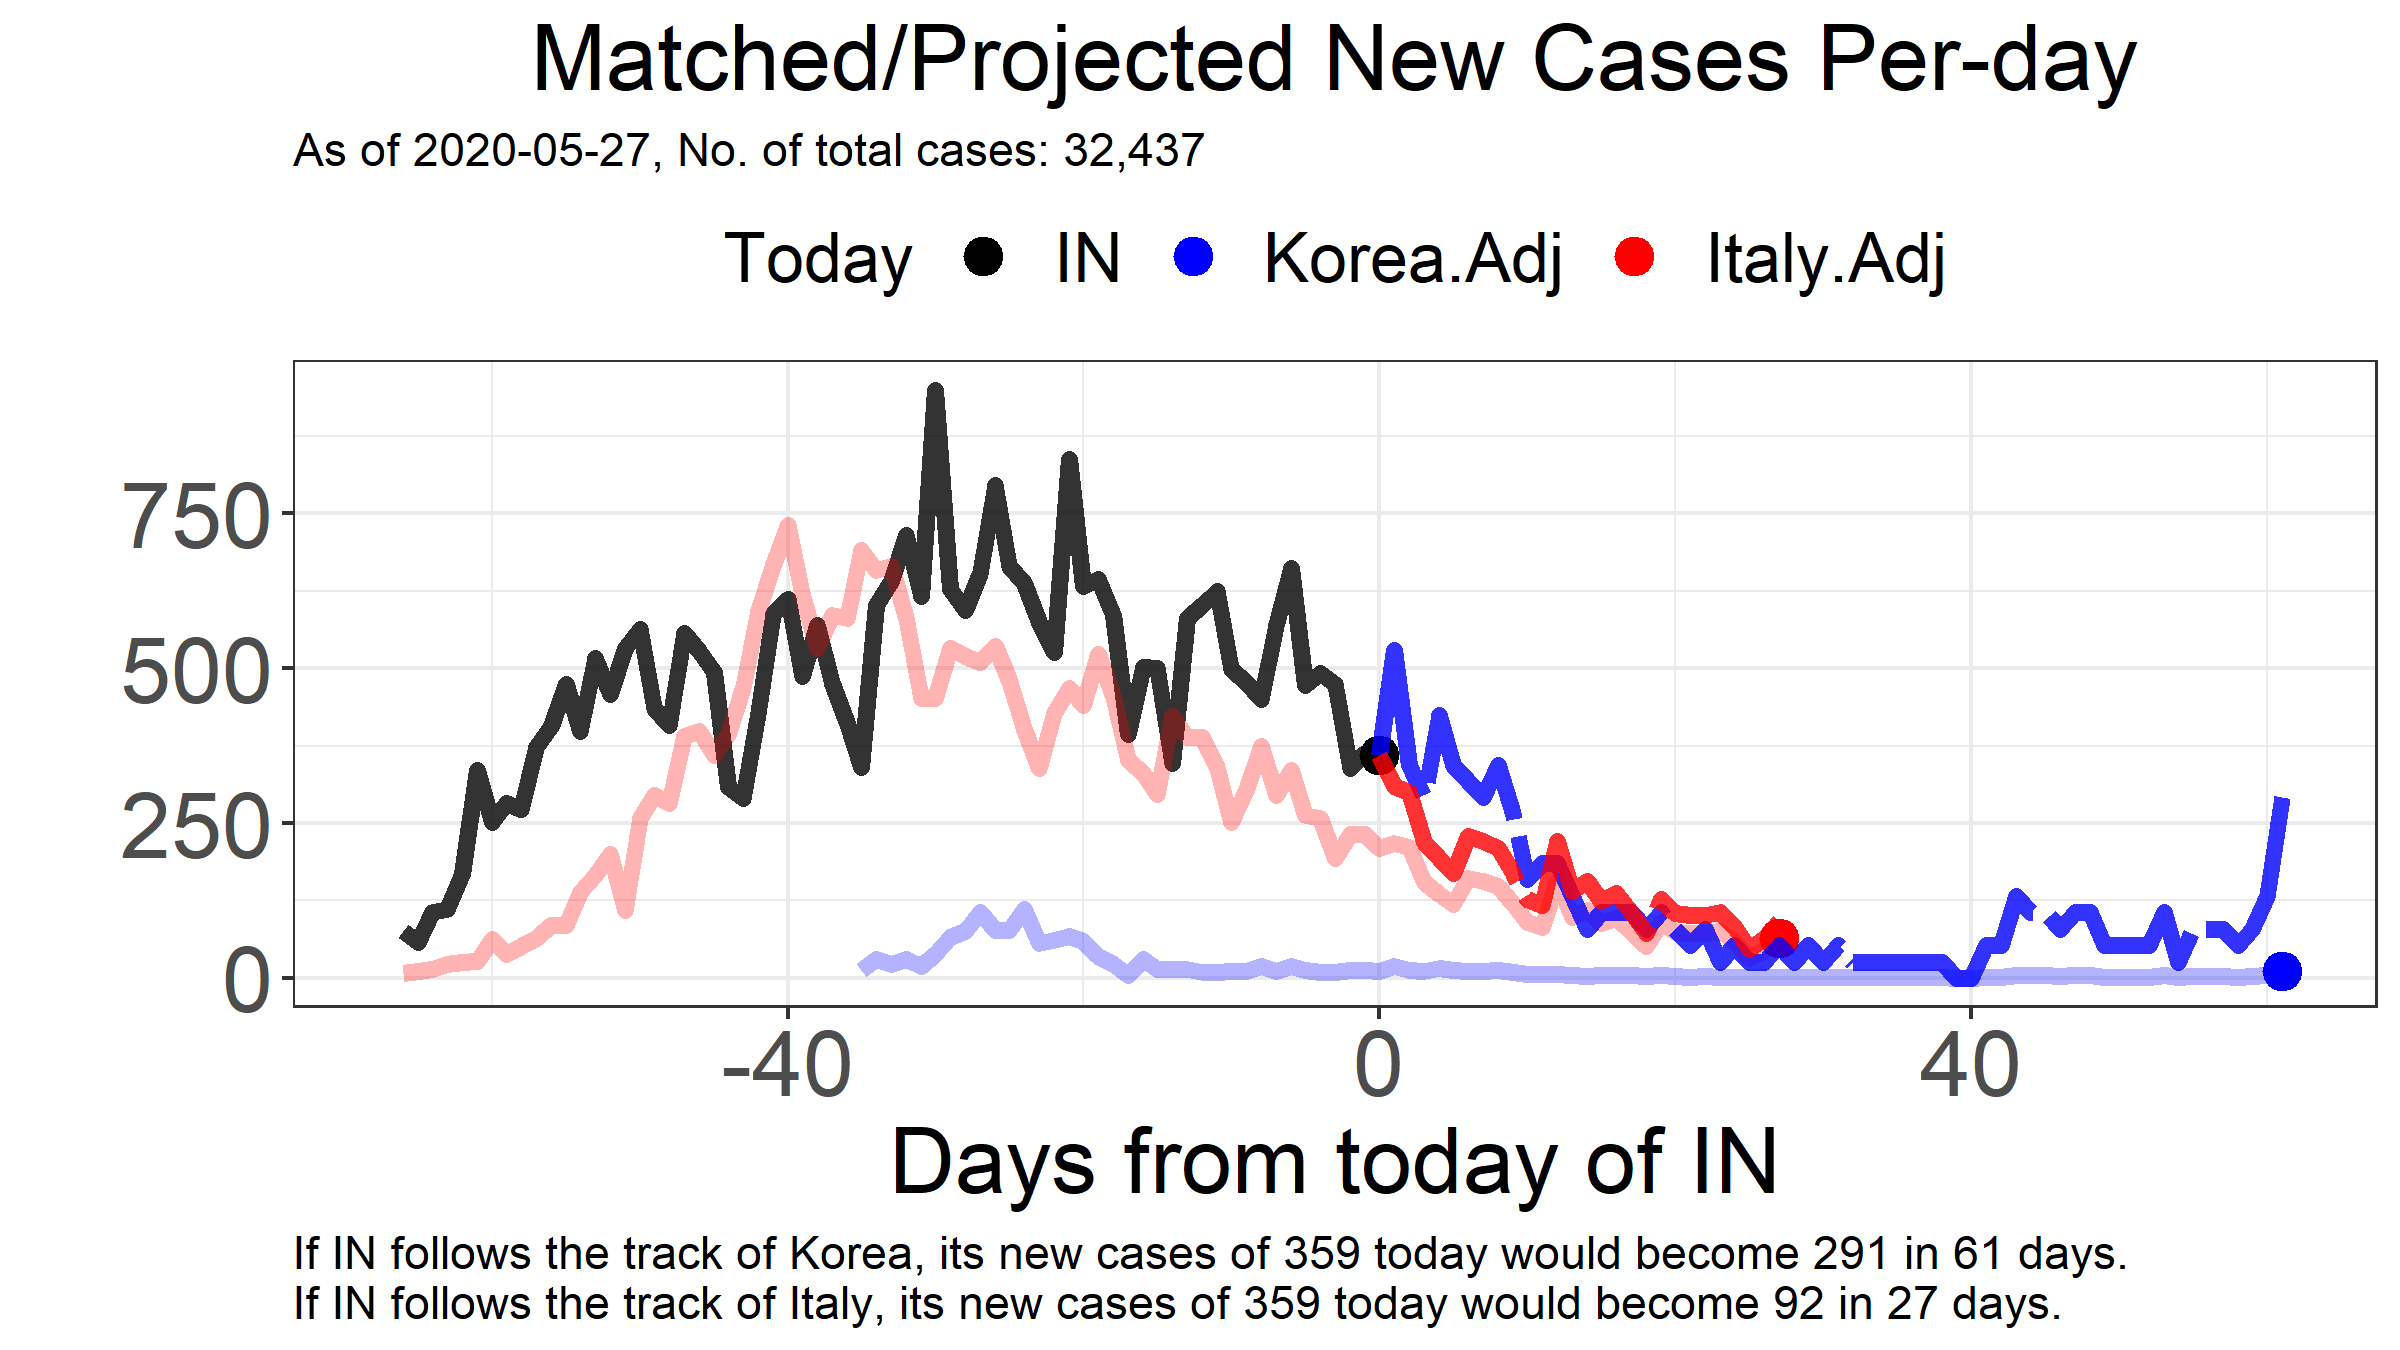 Matched/Projected New Cases Per-day
As of 2020-05-27, No. of total cases: 32,437
Today IN Korea.Adj Italy.Adj
750
500
250
0
-40 0 40
Days from today of IN
If IN follows the track of Korea, its new cases of 359 today would become 291 in 61 days.
If IN follows the track of Italy, its new cases of 359 today would become 92 in 27 days.